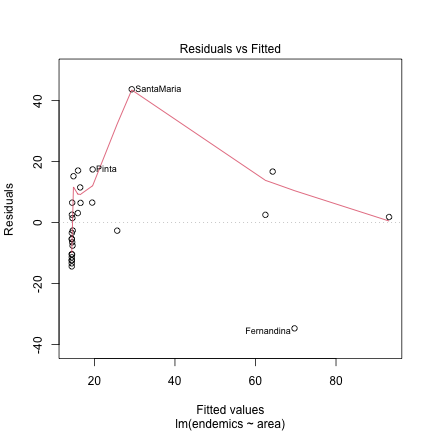 Residuals vs Fitted
Residuals
40
20
0
-20
-40
SantaMaria
Pinta
Fernandina
20
40
60
80
Fitted values
lm(endemics ~ area)